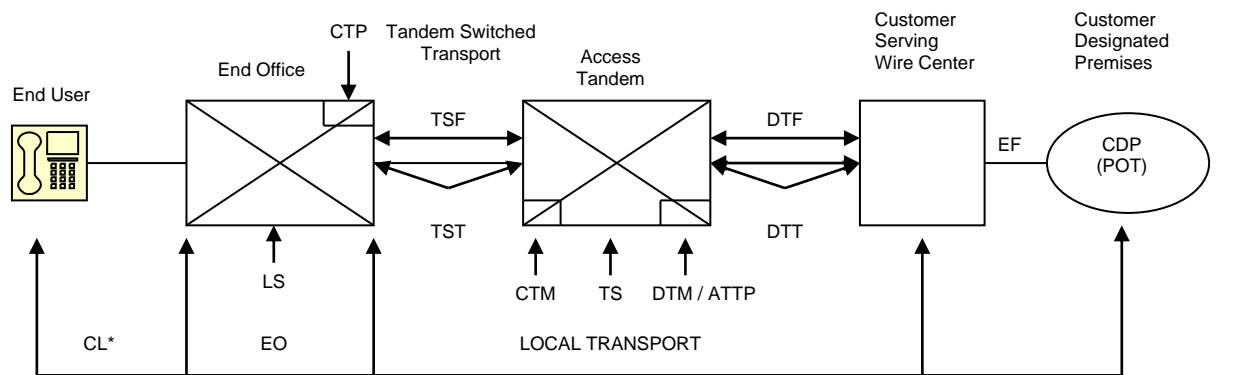 CTP
Tandem Switched
Transport
Customer
Serving
Wire Center
Customer
Designated
Premises
End Office
Access
Tandem
End User
TSF
DTF
EF
CDP
(POT)
TST
DTT
LS
CTM
TS
DTM / ATTP
CL*
EO
LOCAL TRANSPORT